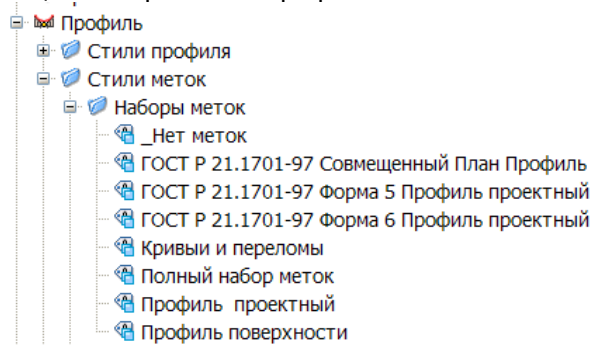 Профиль
Стили профиля
Стили меток
Наборы меток
_Нет меток
ГОСТ Р 21.1701-97 Совмещенный План Профиль
ГОСТ Р 21.1701-97 Форма 5 Профиль проектный
ГОСТ Р 21.1701-97 Форма 6 Профиль проектный
Кривыи и переломы
Полный набор меток
Профиль  проектный
Профиль поверхности